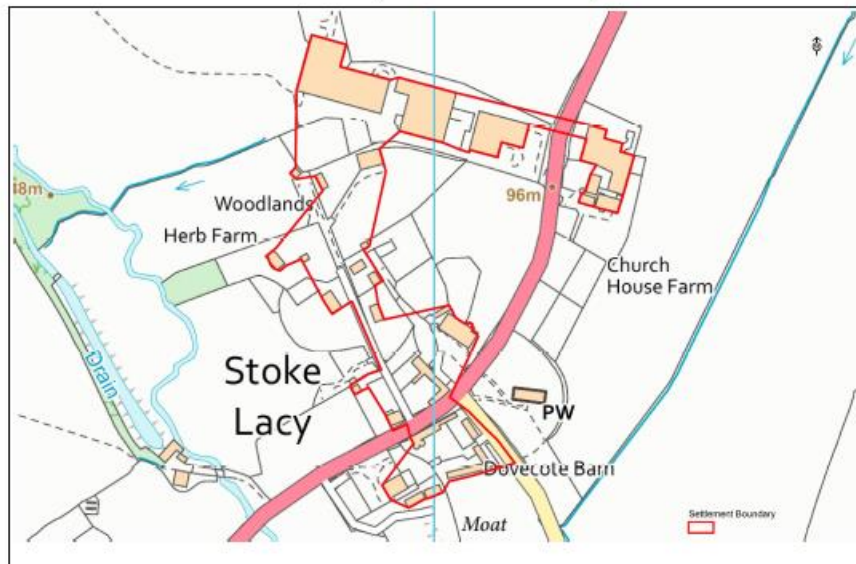 Woodlands
Herb Farm
96m
Church
House Farm
Drain
Stoke
Lacy
PW
Dovecote Barn
Moat
Settlement Boundary